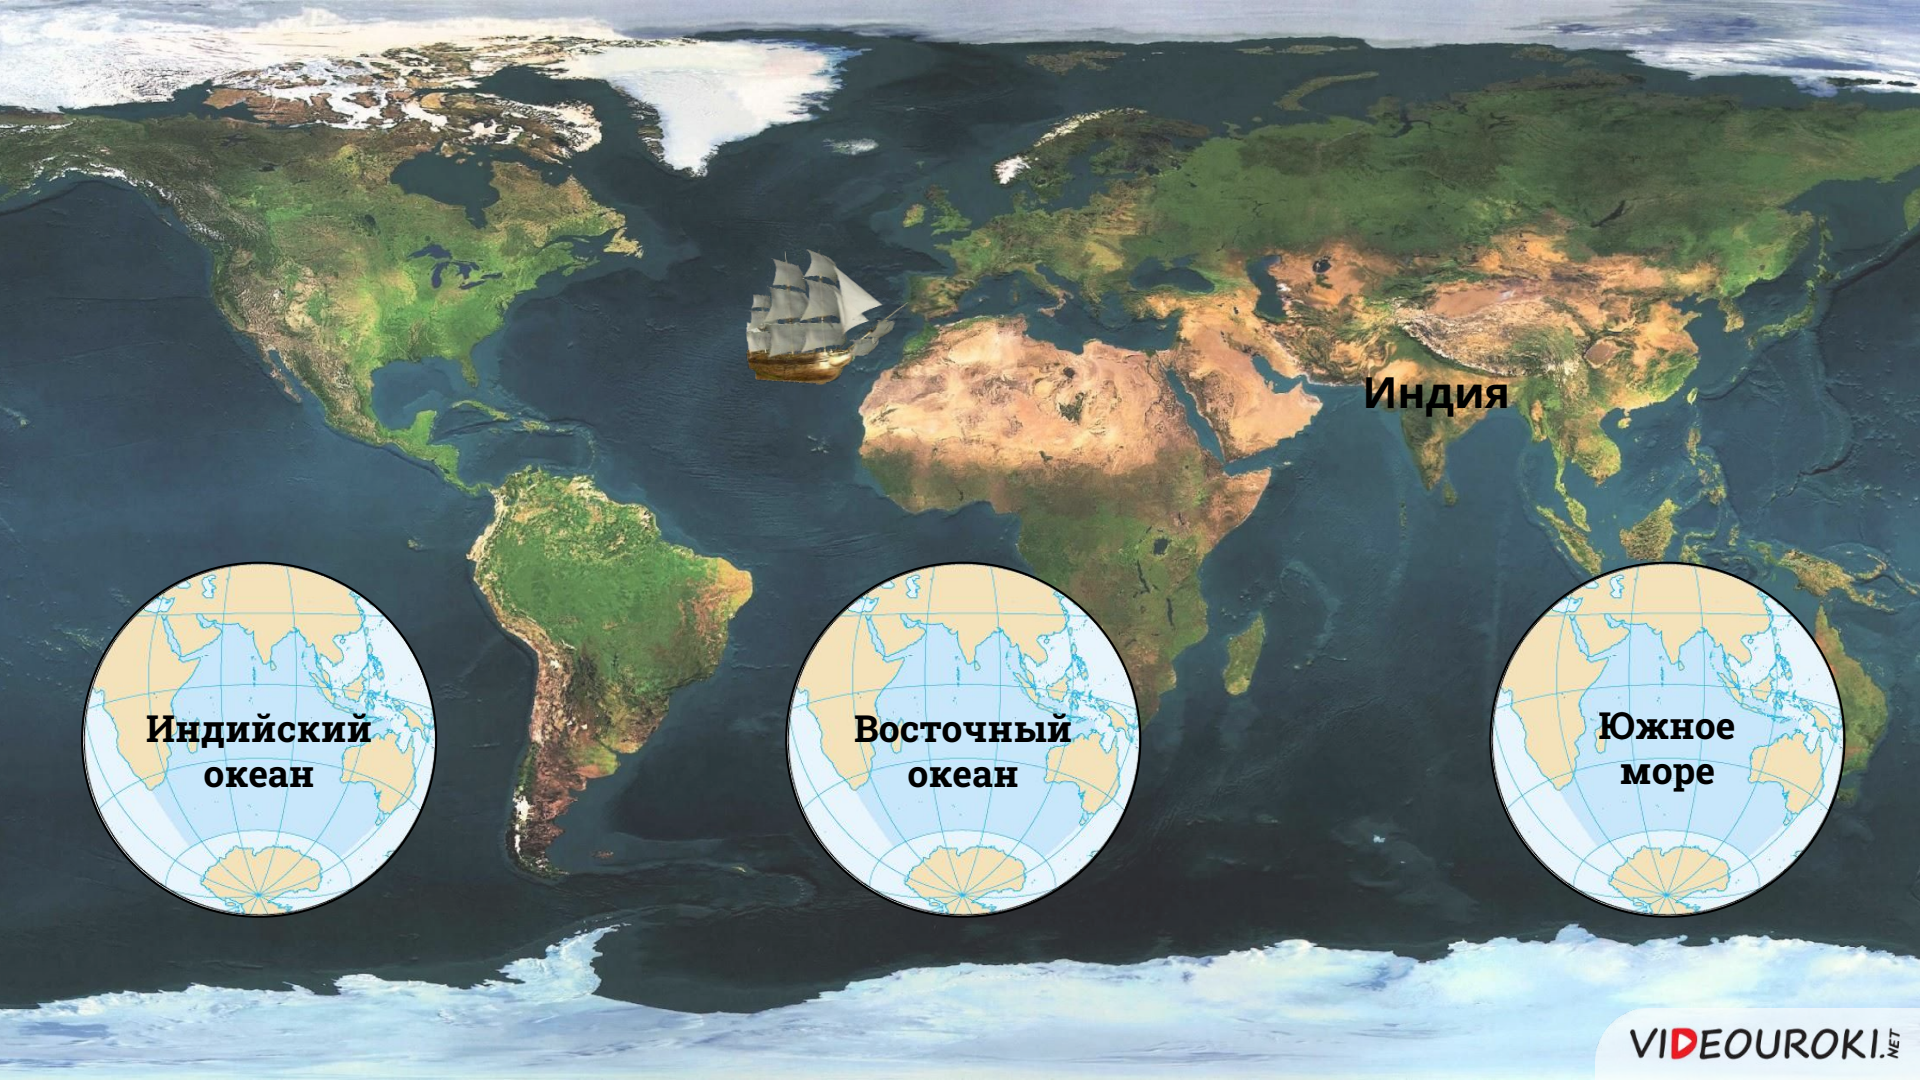 Индия
Индийский
океан
Восточный
океан
Южное
море
VIDEOUROKI.NET